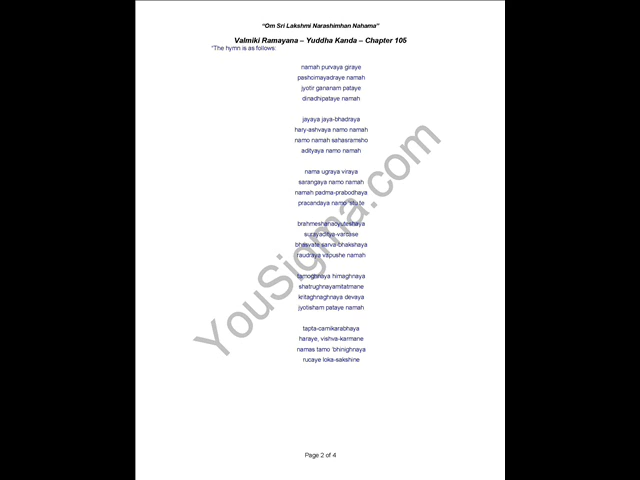 “Om Sri Lakshmi Narashimhan Nahama”
Valmiki Ramayana – Yuddha Kanda – Chapter 105
"The hymn is as follows:
namah purvaya giraye
pashcimayadraye namah
jyotir gananam pataye
dinadhipataye namah
jayaya jaya-bhadraya
hary-ashvaya namo namah
namo namah sahasramsho
adityaya namo namah
nama ugraya viraya
sarangaya namo namah
namah padma-prabodhaya
pracandaya namo 'stu te
brahmeshanacyuteshaya
surayaditya-varcase
bhasvate sarva-bhakshaya
raudraya vapushe namah
tamoghnaya himaghnaya
shatrughnayamitatmane
kritaghnaghnaya devaya
jyotisham pataye namah
tapta-camikarabhaya
haraye, vishva-karmane
namas tamo 'bhinighnaya
rucaye loka-sakshine
YouSigma.com
Page 2 of 4